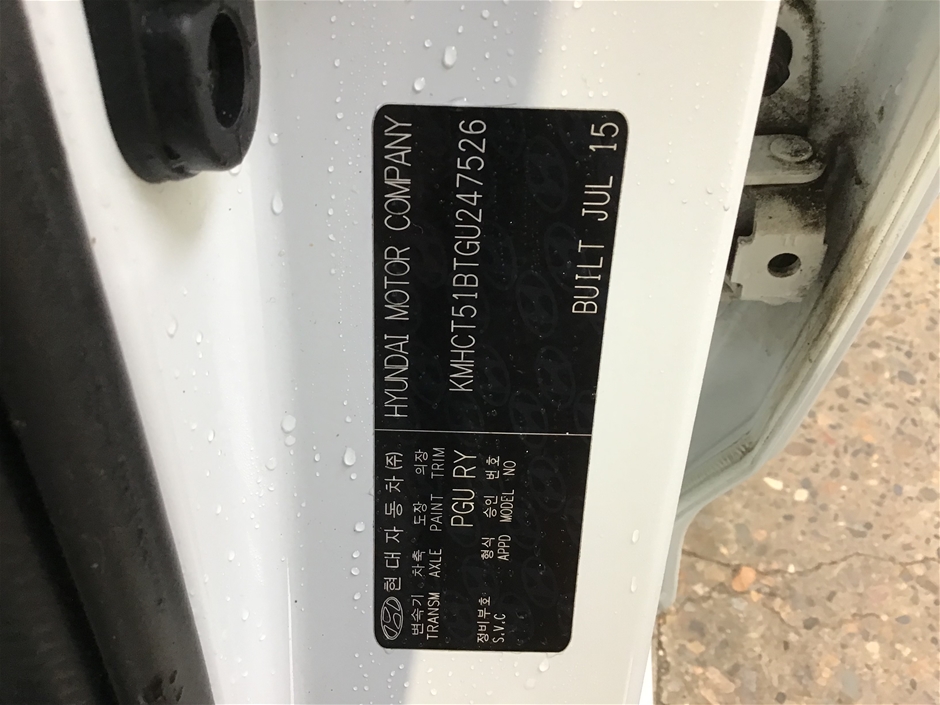 현대자동차(주) HYUNDAI MOTOR COMPANY
변속기 차축 도장 의장
TRANSM AXLE PAINT TRIM
PGU RY KMHCT51BTGU247526
정비부호 형식 승인 번호
S.V.C APPD MODEL NO
BUILT JUL 15